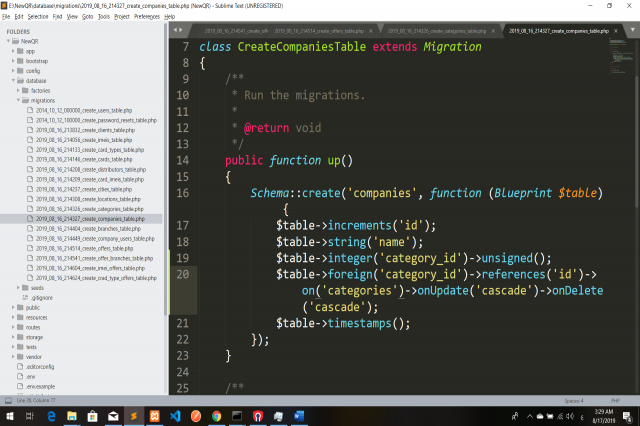 E:\NewQR\database\migrations\2019_08_16_214327_create_companies_table.php (NewQR) - Sublime Text (UNREGISTERED)
File Edit Selection Find View Goto Tools Project Preferences Help
FOLDERS
NewQR
app
bootstrap
config
database
factories
migrations
2014_10_12_000000_create_users_table.php
2014_10_12_100000_create_password_resets_table.php
2019_08_16_213832_create_clients_table.php
2019_08_16_214056_create_imeis_table.php
2019_08_16_214133_create_card_types_table.php
2019_08_16_214146_create_cards_table.php
2019_08_16_214208_create_distributors_table.php
2019_08_16_214209_create_card_imeis_table.php
2019_08_16_214237_create_cities_table.php
2019_08_16_214308_create_locations_table.php
2019_08_16_214326_create_categories_table.php
2019_08_16_214327_create_companies_table.php
2019_08_16_214404_create_branches_table.php
2019_08_16_214449_create_company_users_table.php
2019_08_16_214514_create_offers_table.php
2019_08_16_214541_create_offer_branches_table.php
2019_08_16_214604_create_imei_offers_table.php
2019_08_16_214624_create_crad_type_offers_table.php
seeds
.gitignore
public
resources
routes
storage
tests
vendor
.editorconfig
.env
.env.example
2019_08_16_214541_create_off
2019_08_16_214514_create_offers_table.php
2019_08_16_214326_create_categories_table.php
2019_08_16_214327_create_companies_table.php
7 class CreateCompaniesTable extends Migration
8 {
9 /**
10 * Run the migrations.
11 *
12 * @return void
13 */
14 public function up()
15 {
16 Schema::create('companies', function (Blueprint $table)
{
17 $table->increments('id');
18 $table->string('name');
19 $table->integer('category_id')->unsigned();
20 $table->foreign('category_id')->references('id')->
on('categories')->onUpdate('cascade')->onDelete
('cascade');
21 $table->timestamps();
22 });
23 }
24
25 /**
Line 20, Column 77
Spaces: 4
PHP
3:29 AM
8/17/2019